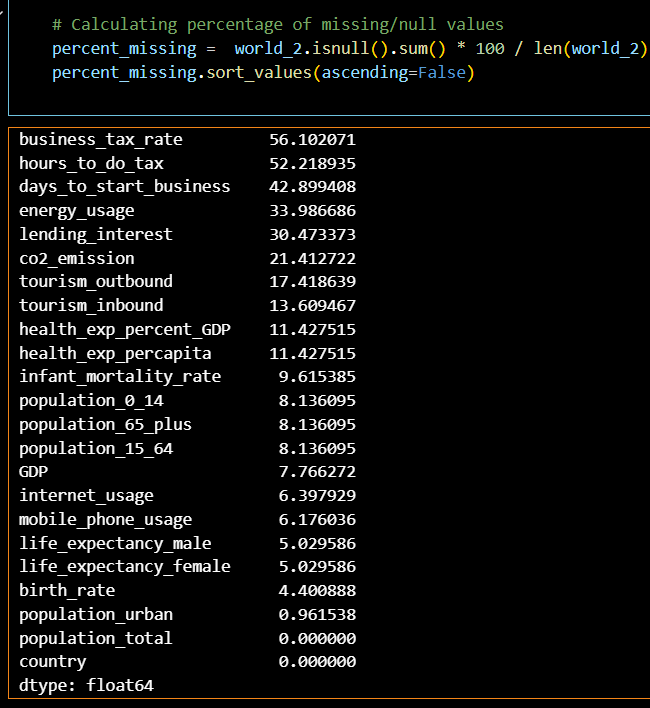 # Calculating percentage of missing/null values
percent_missing =  world_2.isnull().sum() * 100 / len(world_2)
percent_missing.sort_values(ascending=False)
business_tax_rate 56.102071
hours_to_do_tax 52.218935
days_to_start_business 42.899408
energy_usage 33.986686
lending_interest 30.473373
co2_emission 21.412722
tourism_outbound 17.418639
tourism_inbound 13.609467
health_exp_percent_GDP 11.427515
health_exp_percapita 11.427515
infant_mortality_rate 9.615385
population_0_14 8.136095
population_65_plus 8.136095
population_15_64 8.136095
GDP 7.766272
internet_usage 6.397929
mobile_phone_usage 6.176036
life_expectancy_male 5.029586
life_expectancy_female 5.029586
birth_rate 4.400888
population_urban 0.961538
population_total 0.000000
country 0.000000
dtype: float64